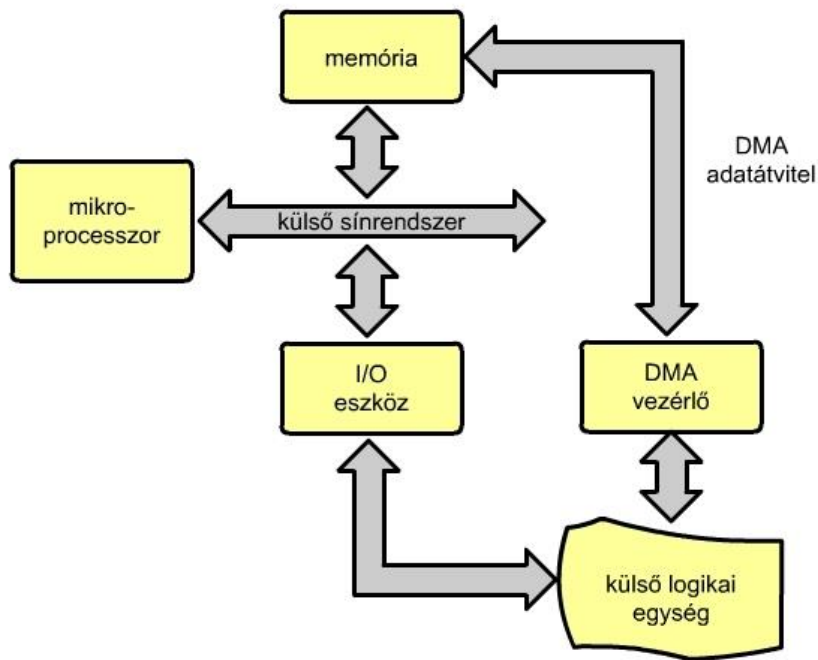 memória
DMA
adatátvitel
mikro-
processzor
külső sínrendszer
I/O
eszköz
DMA
vezérlő
külső logikai
egység